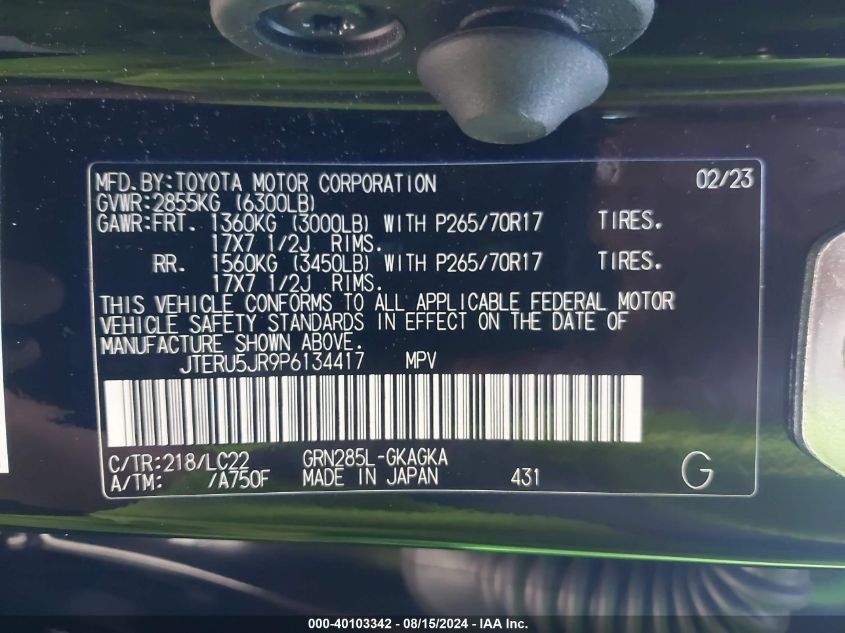 MFD.BY:TOYOTA MOTOR CORPORATION 02/23
GVWR:2855KG (6300LB)
GAWR:FRT. 1360KG (3000LB) WITH P265/70R17 TIRES.
17X7 1/2J RIMS.
RR. 1560KG (3450LB) WITH P265/70R17 TIRES.
17X7 1/2J RIMS.
THIS VEHICLE CONFORMS TO ALL APPLICABLE FEDERAL MOTOR
VEHICLE SAFETY STANDARDS IN EFFECT ON THE DATE OF
MANUFACTURE SHOWN ABOVE.
JTERU5JR9P6134417 MPV
C/TR:218/LC22 GRN285L-GKAGKA
A/TM: /A750F MADE IN JAPAN 431 G
000-40103342 - 08/15/2024 - IAA Inc.